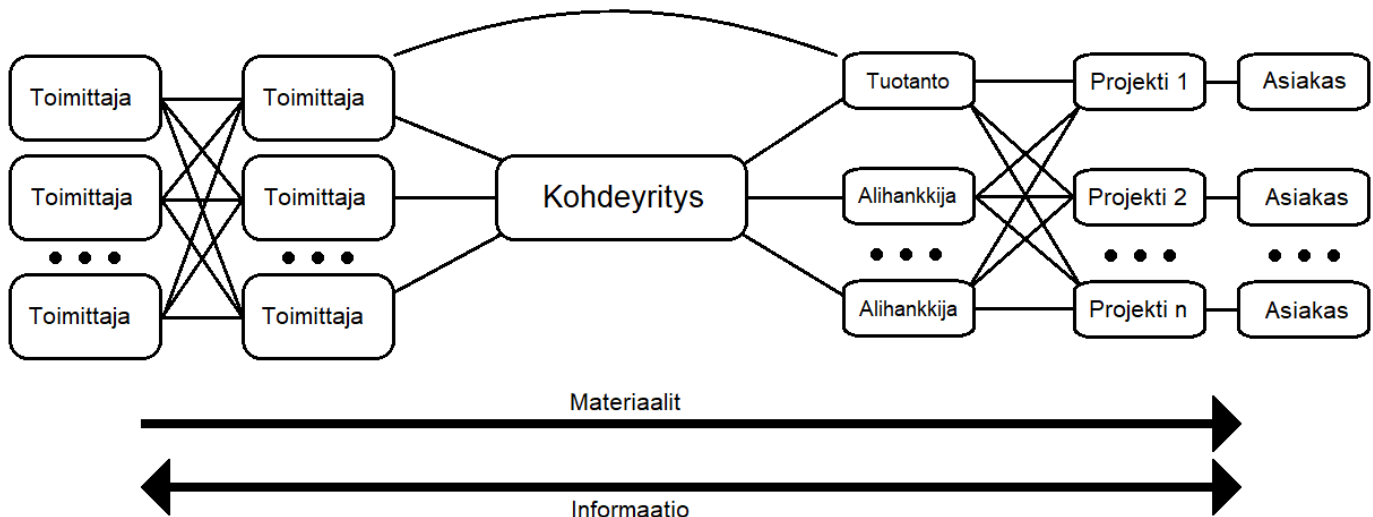 Toimittaja
Toimittaja
Tuotanto
Projekti 1
Asiakas
Toimittaja
Toimittaja
Kohdeyritys
Alihankkija
Projekti 2
Asiakas
Toimittaja
Toimittaja
Alihankkija
Projekti n
Asiakas
Materiaalit
Informaatio